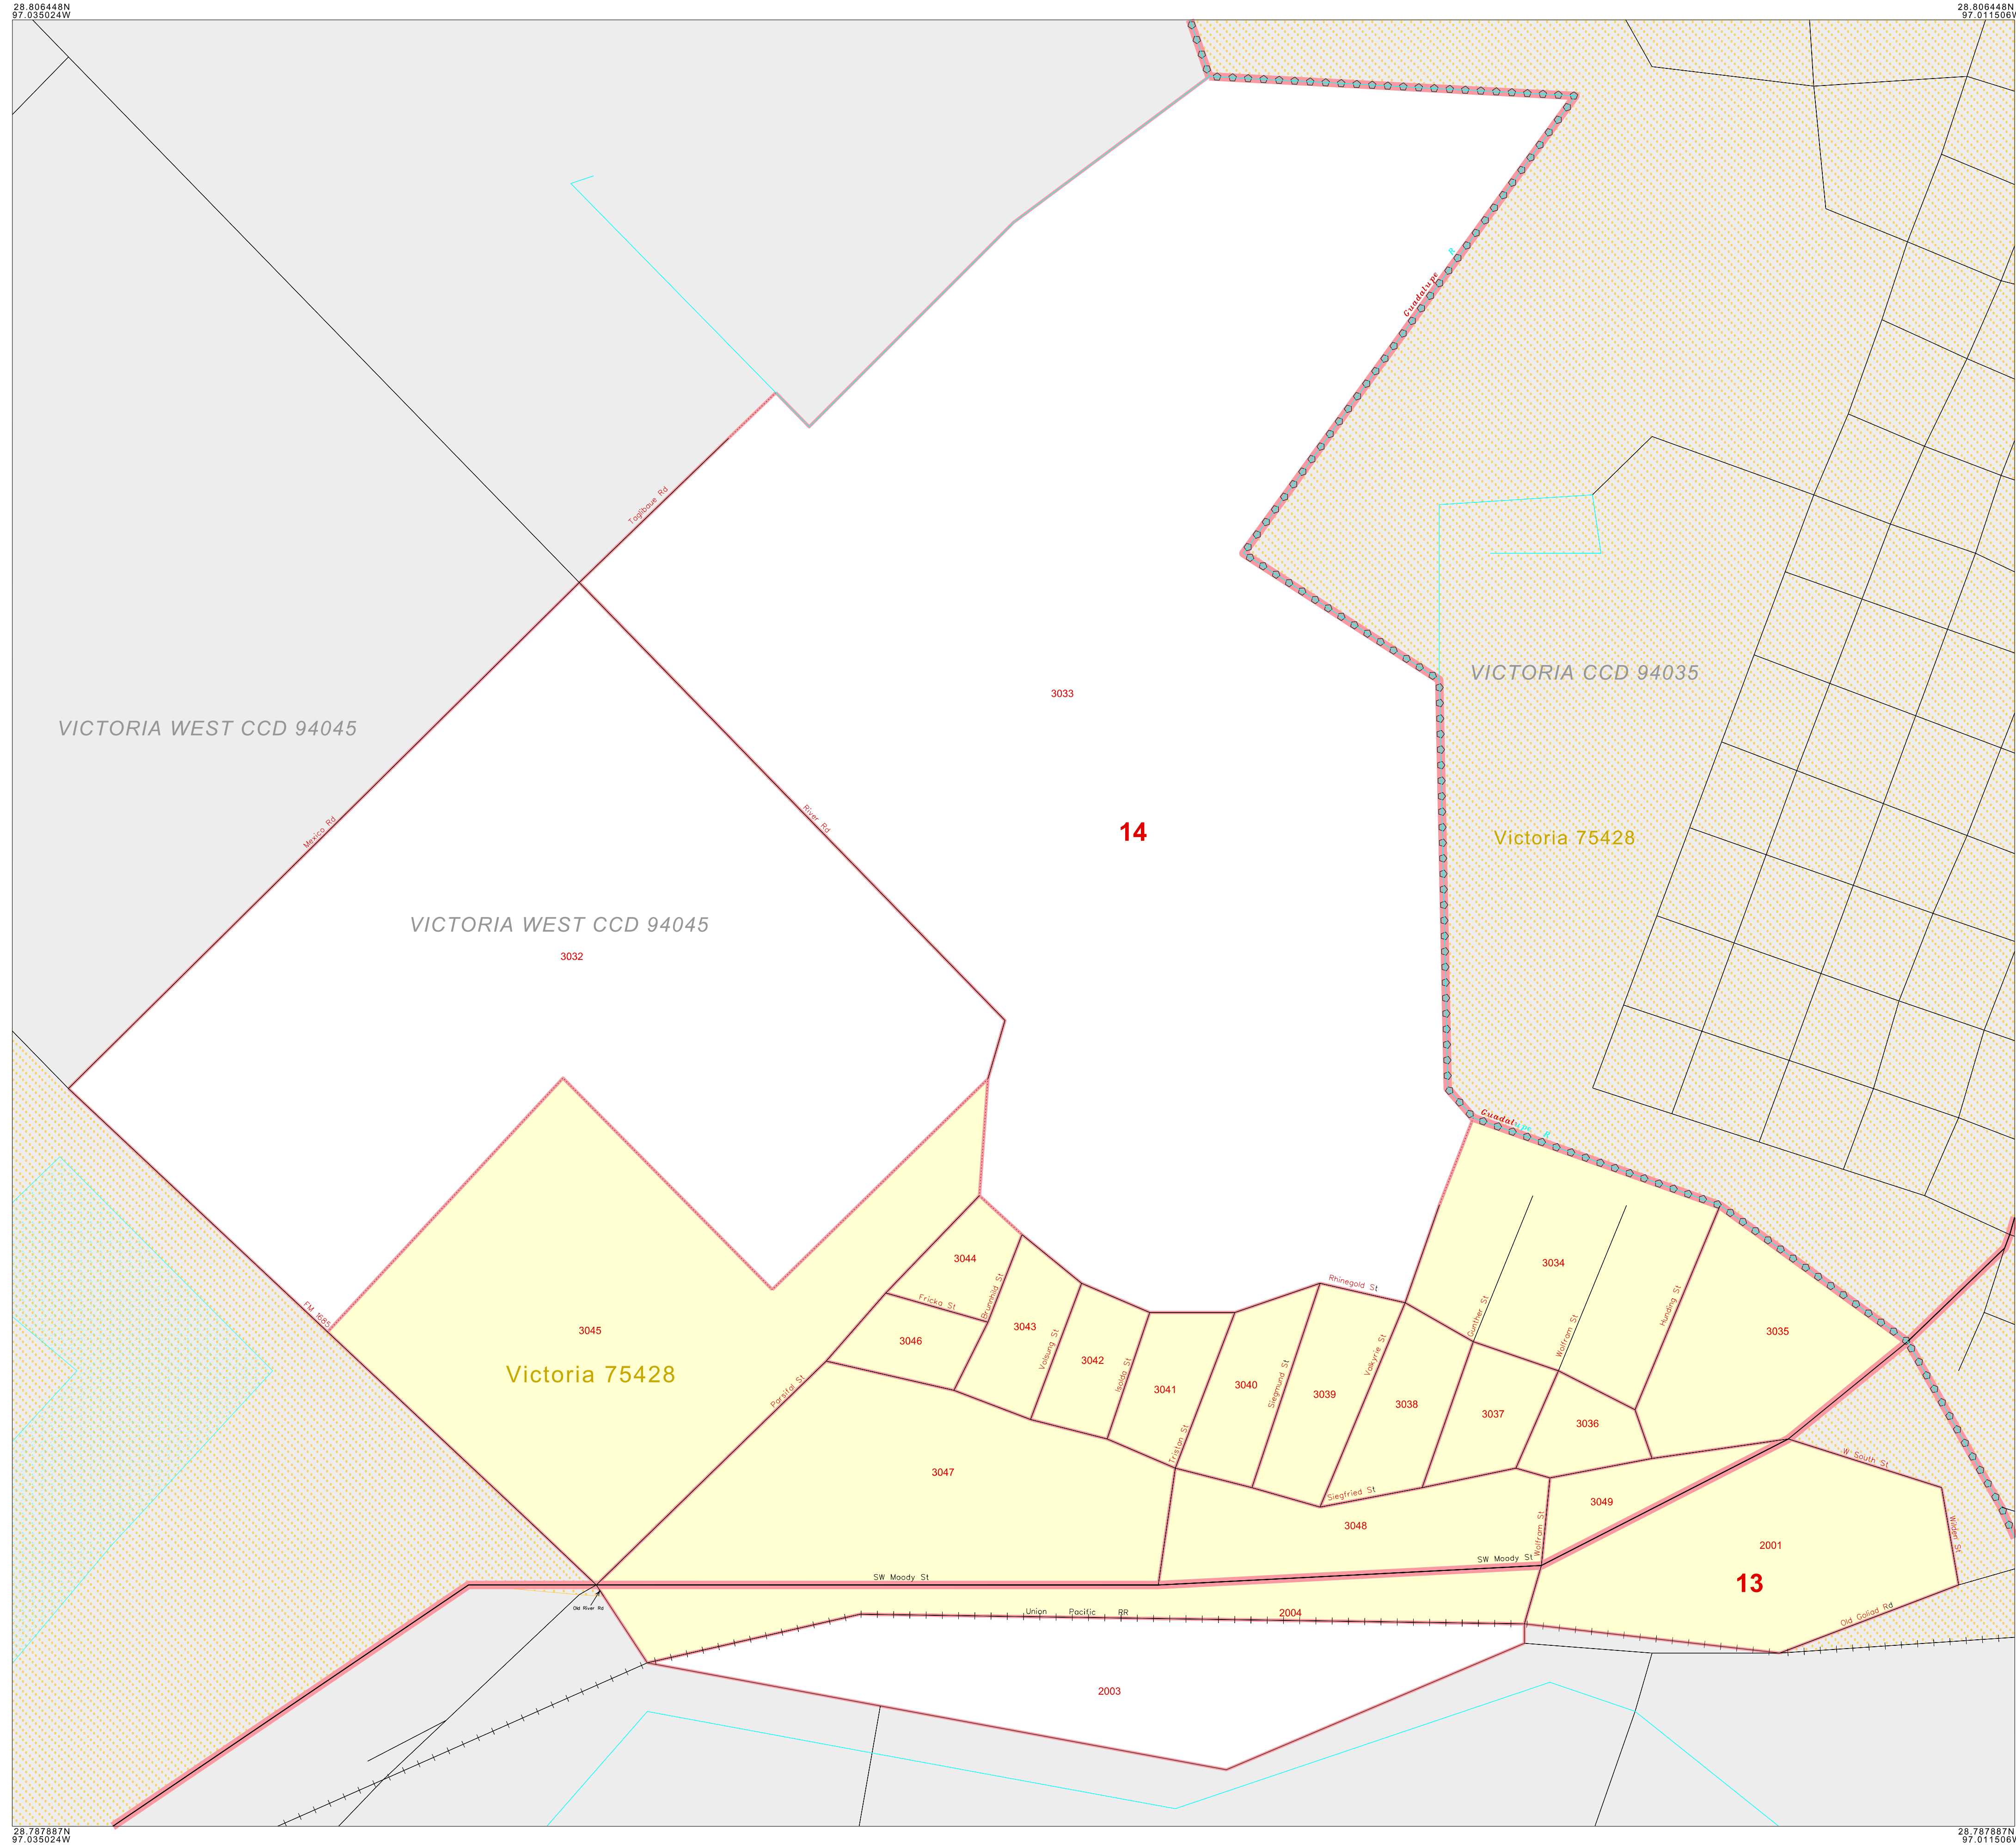 28.806448N
97.035024W
28.806448N
97.011506W
Guadalupe R
Taglibaue Rd
VICTORIA CCD 94035
3033
VICTORIA WEST CCD 94045
River Rd
Mexico Rd
14
Victoria 75428
VICTORIA WEST CCD 94045
3032
Guadalupe R
3044
3034
Brunnhild St
Rhinegold St
Hunding St
Fricka St
FM 1685
Gunther St
Wolfram St
3045
3046
3043
Volsung St
3042
Isolda St
3041
Siegmund St
Valkyrie St
3035
Victoria 75428
Parsifal St
3040
3039
3038
3037
3036
Tristan St
W South St
3047
Siegfried St
3049
3048
Wolfram St
2001
Wilden St
SW Moody St
SW Moody St
13
Old River Rd
Union Pacific RR
2004
Old Goliad Rd
2003
28.787887N
97.035024W
28.787887N
97.011506W